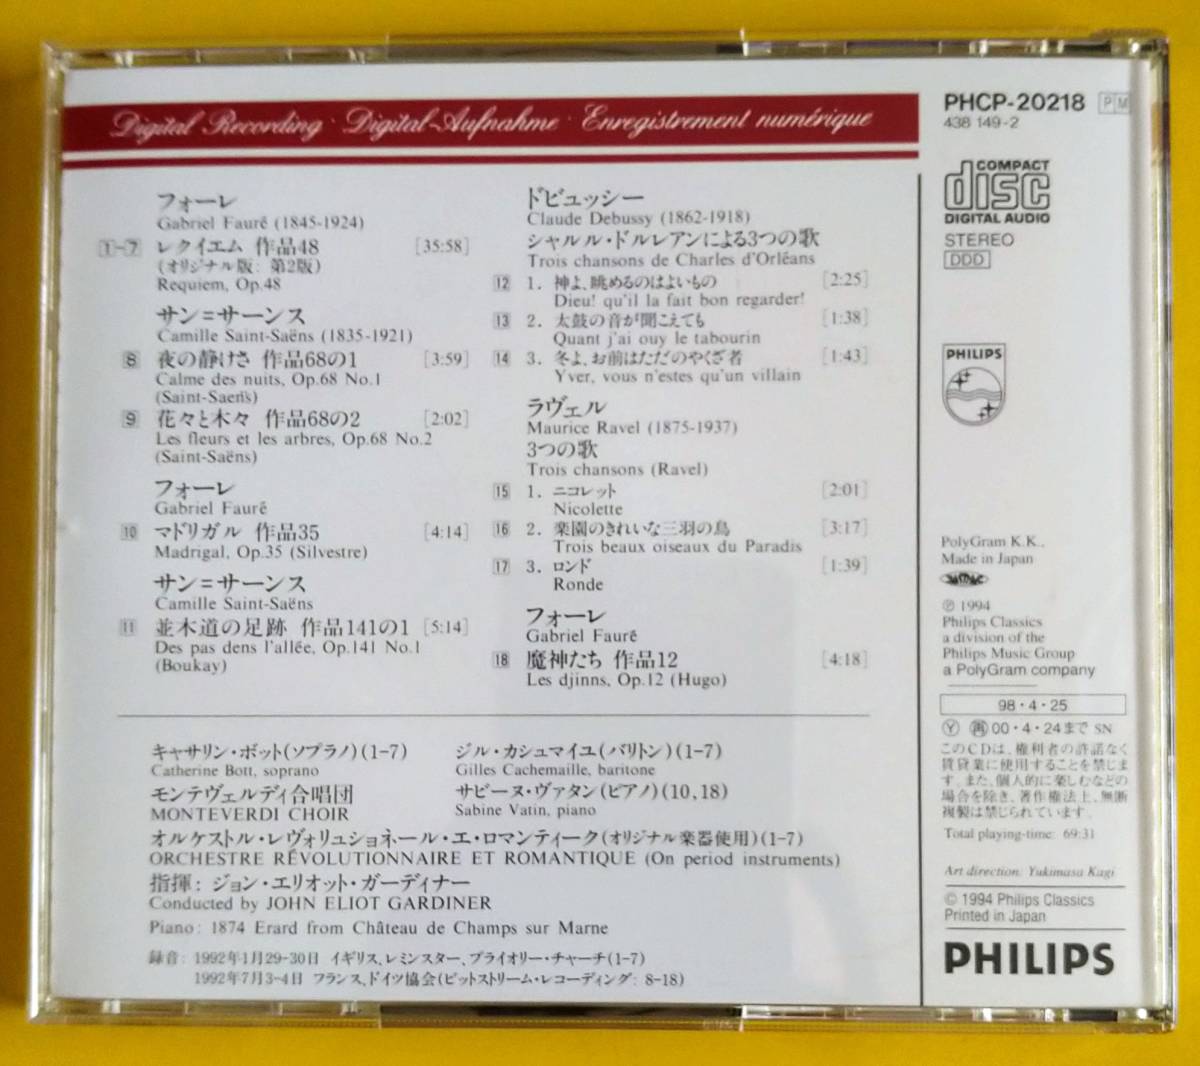 Digital Recording · Digital-Aufnahme · Enregistrement numérique
フォーレ
Gabriel Fauré (1845-1924)
1-7 レクイエム 作品48 [35:58]
(オリジナル版: 第2版)
Requiem, Op.48
サン=サーンス
Camille Saint-Saëns (1835-1921)
8 夜の静けさ 作品68の1 [3:59]
Calme des nuits, Op.68 No.1
(Saint-Saens)
9 花々と木々 作品68の2 [2:02]
Les fleurs et les arbres, Op.68 No.2
(Saint-Saëns)
フォーレ
Gabriel Fauré
10 マドリガル 作品35 [4:14]
Madrigal, Op.35 (Silvestre)
サン=サーンス
Camille Saint-Saëns
11 並木道の足跡 作品141の1 [5:14]
Des pas dens l'allée, Op.141 No.1
(Boukay)
ドビュッシー
Claude Debussy (1862-1918)
シャルル・ドルレアンによる3つの歌
Trois chansons de Charles d'Orléans
12 1. 神よ、眺めるのはよいもの [2:25]
Dieu! qu'il la fait bon regarder!
13 2. 太鼓の音が聞こえても [1:38]
Quant j'ai ouy le tabourin
14 3. 冬よ、お前はただのやくざ者 [1:43]
Yver, vous n'estes qu'un villain
ラヴェル
Maurice Ravel (1875-1937)
3つの歌
Trois chansons (Ravel)
15 1. ニコレット [2:01]
Nicolette
16 2. 楽園のきれいな三羽の鳥 [3:17]
Trois beaux oiseaux du Paradis
17 3. ロンド [1:39]
Ronde
フォーレ
Gabriel Fauré
18 魔神たち 作品12 [4:18]
Les djinns, Op.12 (Hugo)
キャサリン・ボット(ソプラノ)(1-7)
Catherine Bott, soprano
ジル・カシュマイユ(バリトン)(1-7)
Gilles Cachemaille, baritone
モンテヴェルディ合唱団
MONTEVERDI CHOIR
サビーヌ・ヴァタン(ピアノ)(10、18)
Sabine Vatin, piano
オルケストル・レヴォリュショネール・エ・ロマンティーク(オリジナル楽器使用)(1-7)
ORCHESTRE RÉVOLUTIONNAIRE ET ROMANTIQUE (On period instruments)
指揮: ジョン・エリオット・ガーディナー
Conducted by JOHN ELIOT GARDINER
Piano: 1874 Erard from Château de Champs sur Marne
録音: 1992年1月29-30日 イギリス、レミンスター、プライオリー・チャーチ(1-7)
1992年7月3-4日 フランス、ドイツ協会(ビットストリーム・レコーディング: 8-18)
PHCP-20218 PM
438 149-2
COMPACT
disc
DIGITAL AUDIO
STEREO
DDD
PHILIPS
PolyGram K.K.,
Made in Japan
℗ 1994
Philips Classics
a division of the
Philips Music Group
a PolyGram company
98・4・25
Ⓨ 再 00・4・24まで SN
このCDは、権利者の許諾なく
賃貸業に使用することを禁じま
す。また、個人的に楽しむなどの
場合を除き、著作権法上、無断
複製は禁じられています。
Total playing-time: 69:31
Art direction: Yukimasa Kagi
© 1994 Philips Classics
Printed in Japan
PHILIPS